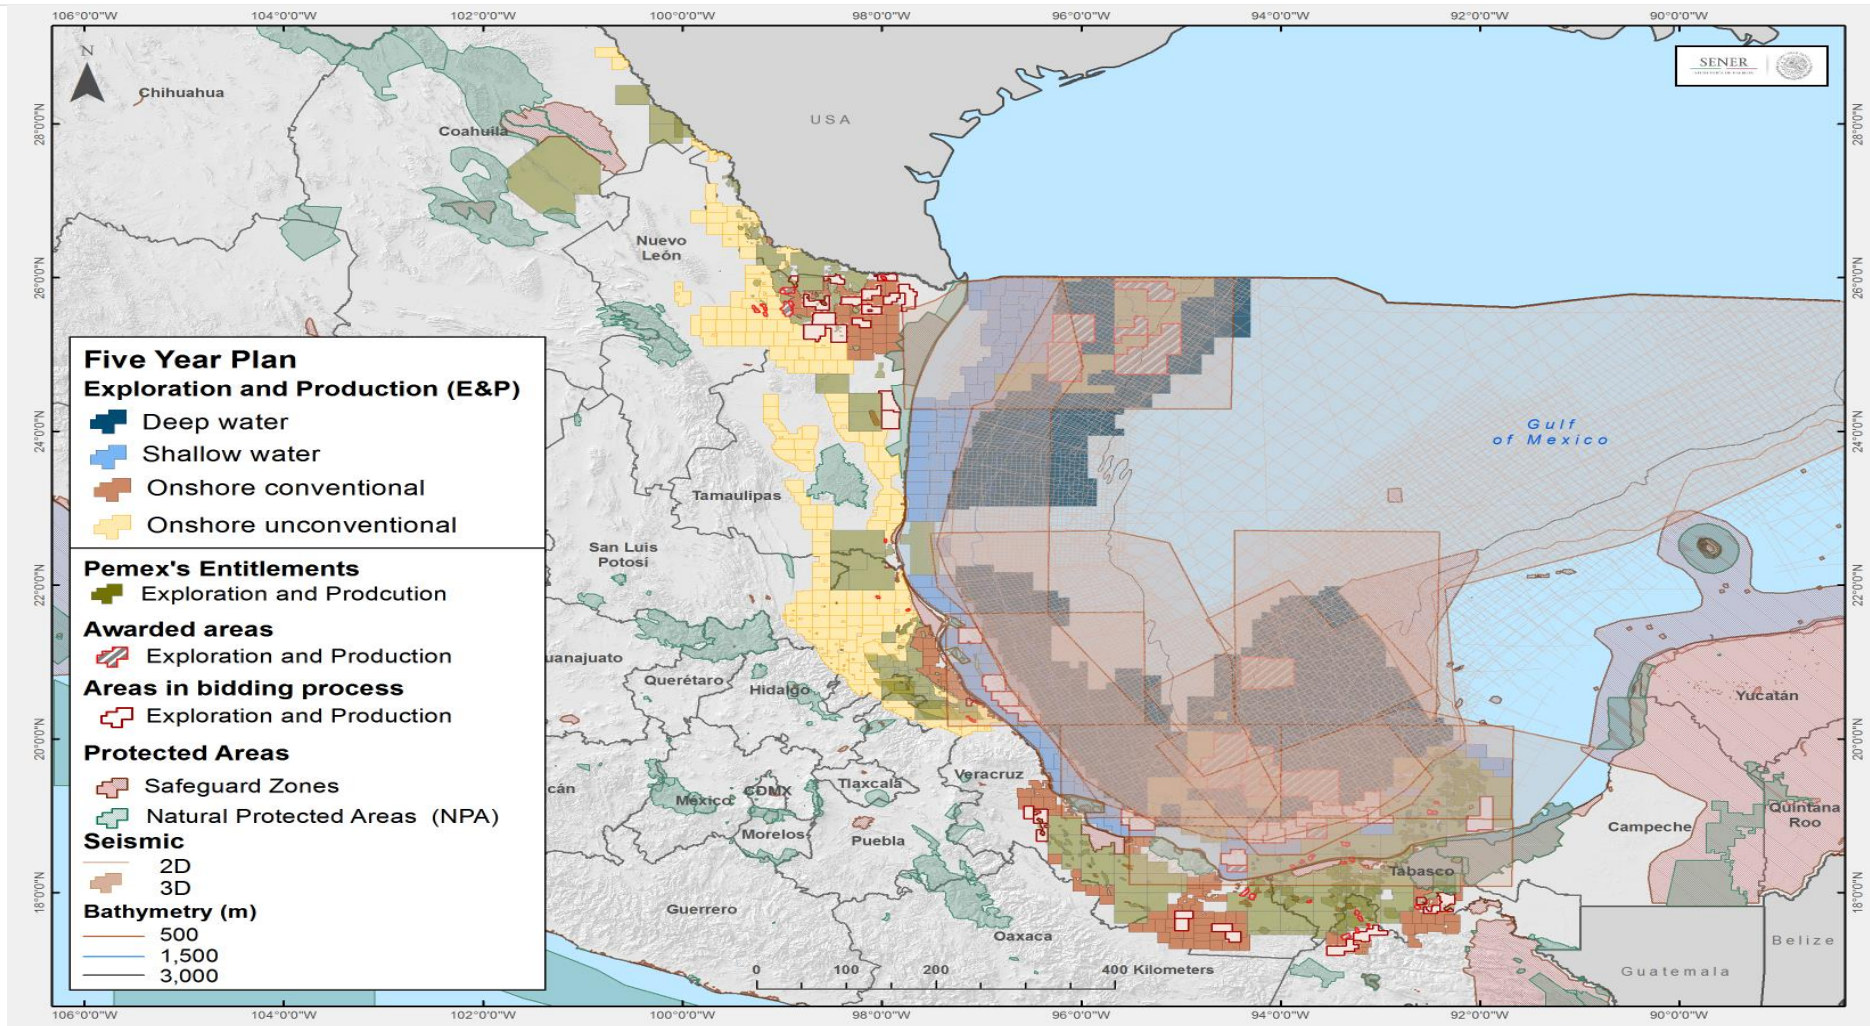 106°0'0"W 104°0'0"W 102°0'0"W 100°0'0"W 98°0'0"W 96°0'0"W 94°0'0"W 92°0'0"W 90°0'0"W
N
SENER
Chihuahua
USA
Coahuila
28°0'0"N
28°0'0"N
Nuevo
León
26°0'0"N
26°0'0"N
Five Year Plan
Exploration and Production (E&P)
Deep water
Shallow water
Onshore conventional
Onshore unconventional
Pemex's Entitlements
Exploration and Prodcution
Awarded areas
Exploration and Production
Areas in bidding process
Exploration and Production
Protected Areas
Safeguard Zones
Natural Protected Areas (NPA)
Seismic
2D
3D
Bathymetry (m)
500
1,500
3,000
Gulf
of Mexico
24°0'0"N
24°0'0"N
Tamaulipas
San Luis
Potosí
22°0'0"N
22°0'0"N
uanajuato
Querétaro
Hidalgo
Yucatán
20°0'0"N
20°0'0"N
Veracruz
Tlaxcala
cán
México
CDMX
Morelos
Puebla
Campeche
Quintana
Roo
Tabasco
18°0'0"N
18°0'0"N
Guerrero
Oaxaca
Belize
Guatemala
0 100 200 400 Kilometers
106°0'0"W 104°0'0"W 102°0'0"W 100°0'0"W 98°0'0"W 96°0'0"W 94°0'0"W 92°0'0"W 90°0'0"W